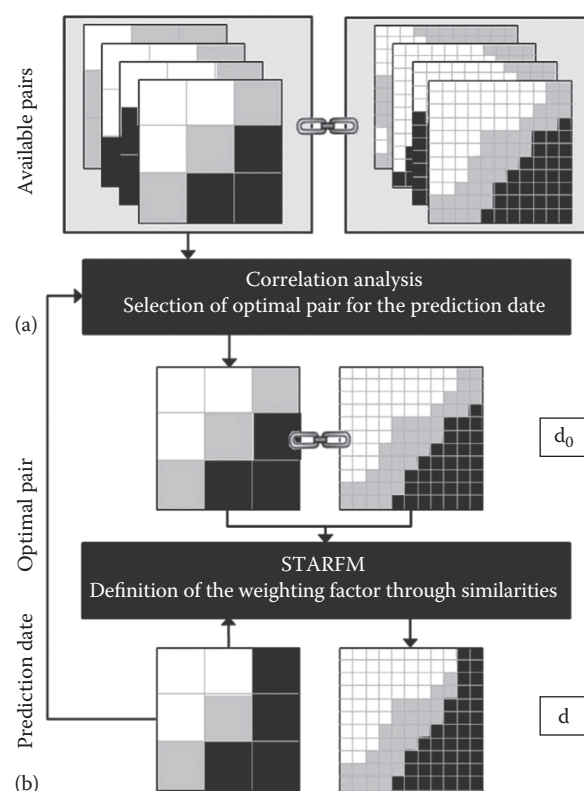 Available pairs
Correlation analysis
Selection of optimal pair for the prediction date
(a)
d0
Optimal pair
STARFM
Definition of the weighting factor through similarities
Prediction date
d
(b)